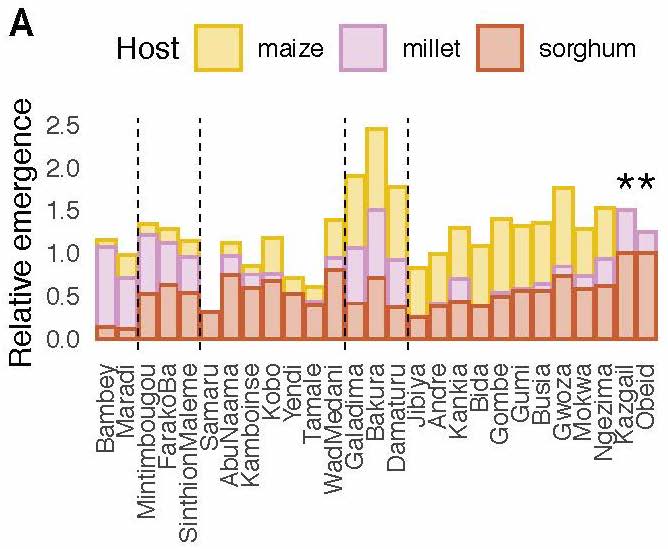 A
Host maize millet sorghum
Relative emergence
2.5
2.0
1.5
1.0
0.5
0.0
**
Bambey
Maradi
Mintimbougou
FarakoBa
SinthionMaleme
Samaru
AbuNaama
Kamboinse
Kobo
Yendi
Tamale
WadMedani
Galadima
Bakura
Damaturu
Jibiya
Andre
Kankia
Bida
Gombe
Gumi
Busia
Gwoza
Mokwa
Ngezima
Kazgail
Obeid